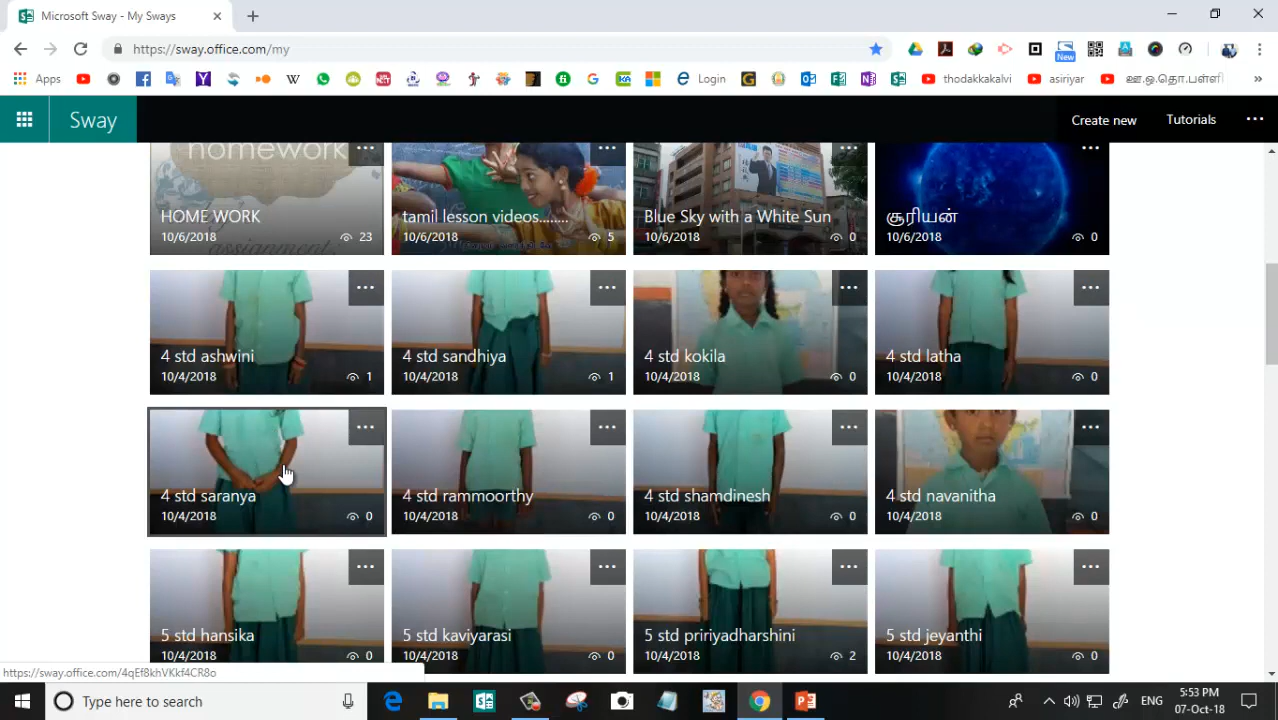 Microsoft Sway - My Sways
https://sway.office.com/my
New
Apps
Login
thodakkakalvi
asiriyar
ஊ.ஒ.தொ.பள்ளி
Sway
Create new
Tutorials
homework
HOME WORK
10/6/2018
23
assignment
tamil lesson videos........
10/6/2018
5
Blue Sky with a White Sun
10/6/2018
0
சூரியன்
10/6/2018
0
4 std ashwini
10/4/2018
1
4 std sandhiya
10/4/2018
1
4 std kokila
10/4/2018
0
4 std latha
10/4/2018
0
4 std saranya
10/4/2018
0
4 std rammoorthy
10/4/2018
0
4 std shamdinesh
10/4/2018
0
4 std navanitha
10/4/2018
0
5 std hansika
10/4/2018
0
5 std kaviyarasi
10/4/2018
0
5 std pririyadharshini
10/4/2018
2
5 std jeyanthi
10/4/2018
0
https://sway.office.com/4qEf8khVKkf4CR8o
Type here to search
ENG
5:53 PM
07-Oct-18